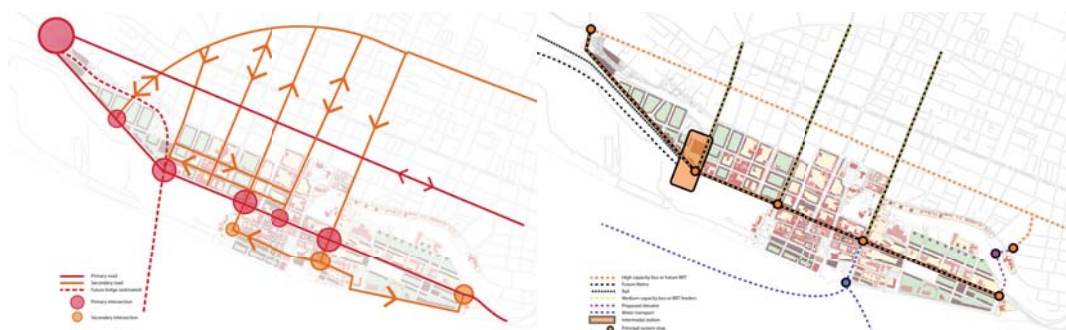 Primary road
Secondary road
Future bridge (estimated)
Primary intersection
Secondary intersection
High capacity bus or future BRT
Future Metro
Rail
Medium capacity bus or BRT feeders
Proposed elevator
Water transport
Intermodal station
Principal system stop